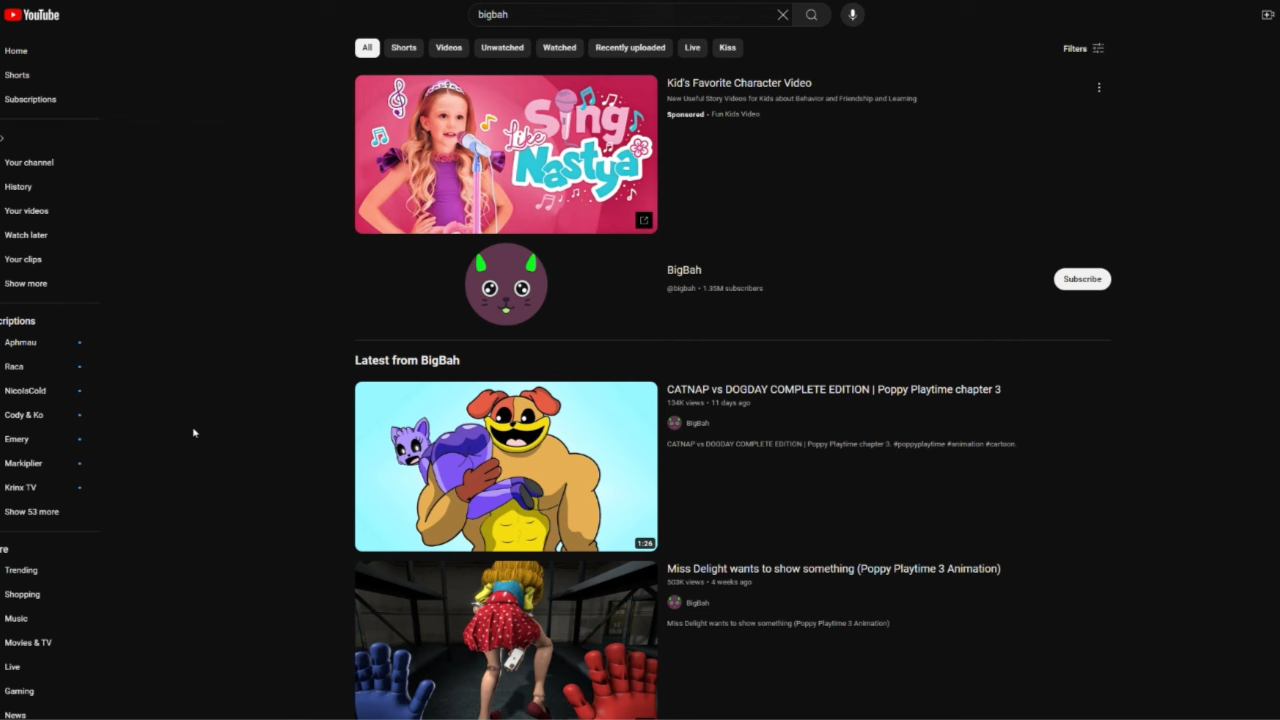 YouTube
bigbah
All
Shorts
Videos
Unwatched
Watched
Recently uploaded
Live
Kiss
Filters
Home
Shorts
Subscriptions
Your channel
History
Your videos
Watch later
Your clips
Show more
criptions
Aphmau
Raca
NicolasCold
Cody & Ko
Emery
Markiplier
Krinx TV
Show 53 more
re
Trending
Shopping
Music
Movies & TV
Live
Gaming
News
Sing
Like
Nastya
Kid's Favorite Character Video
New Useful Story Videos for Kids about Behavior and Friendship and Learning
Sponsored · Fun Kids Video
BigBah
@bigbah • 1.35M subscribers
Subscribe
Latest from BigBah
1:26
CATNAP vs DOGDAY COMPLETE EDITION | Poppy Playtime chapter 3
134K views • 11 days ago
BigBah
CATNAP vs DOGDAY COMPLETE EDITION | Poppy Playtime chapter 3. #poppyplaytime #animation #cartoon.
Miss Delight wants to show something (Poppy Playtime 3 Animation)
503K views • 4 weeks ago
BigBah
Miss Delight wants to show something (Poppy Playtime 3 Animation)